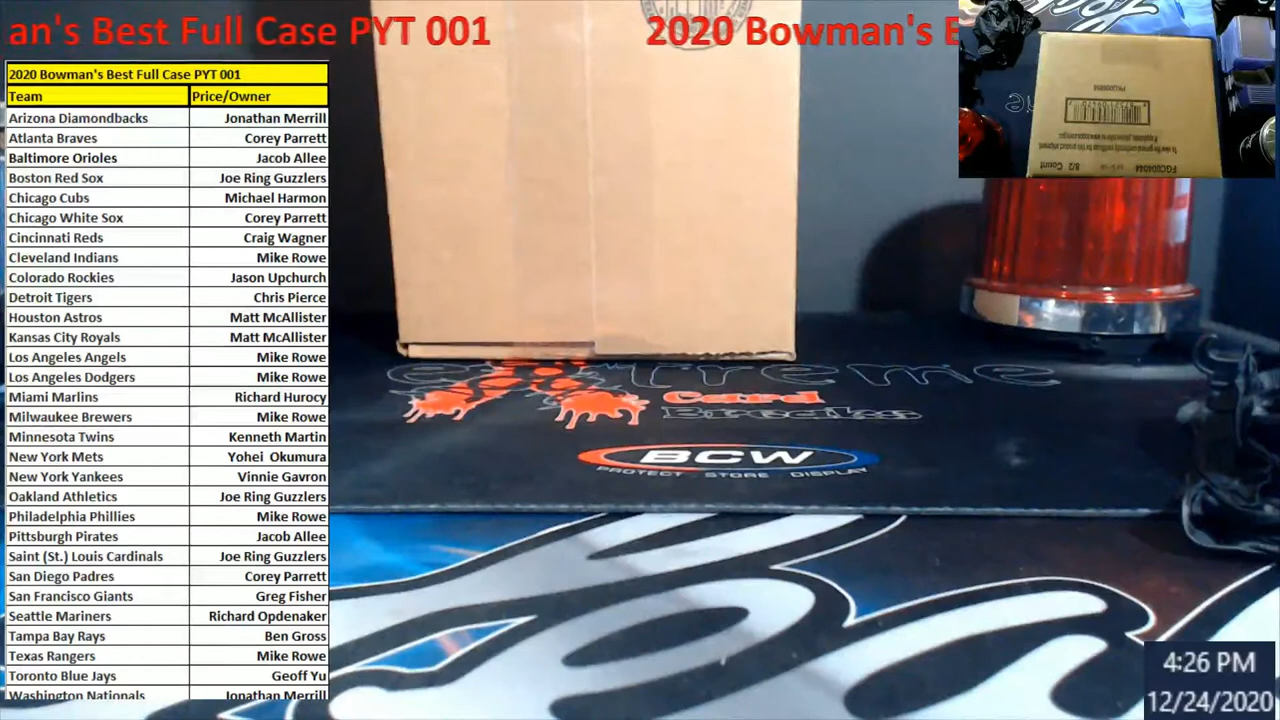 an's Best Full Case PYT 001
2020 Bowman's B
2020 Bowman's Best Full Case PYT 001
Team Price/Owner
Arizona Diamondbacks Jonathan Merrill
Atlanta Braves Corey Parrett
Baltimore Orioles Jacob Allee
Boston Red Sox Joe Ring Guzzlers
Chicago Cubs Michael Harmon
Chicago White Sox Corey Parrett
Cincinnati Reds Craig Wagner
Cleveland Indians Mike Rowe
Colorado Rockies Jason Upchurch
Detroit Tigers Chris Pierce
Houston Astros Matt McAllister
Kansas City Royals Matt McAllister
Los Angeles Angels Mike Rowe
Los Angeles Dodgers Mike Rowe
Miami Marlins Richard Hurocy
Milwaukee Brewers Mike Rowe
Minnesota Twins Kenneth Martin
New York Mets Yohei Okumura
New York Yankees Vinnie Gavron
Oakland Athletics Joe Ring Guzzlers
Philadelphia Phillies Mike Rowe
Pittsburgh Pirates Jacob Allee
Saint (St.) Louis Cardinals Joe Ring Guzzlers
San Diego Padres Corey Parrett
San Francisco Giants Greg Fisher
Seattle Mariners Richard Opdenaker
Tampa Bay Rays Ben Gross
Texas Rangers Mike Rowe
Toronto Blue Jays Geoff Yu
Washington Nationals Jonathan Merrill
extreme
Card
Breaks
BCW
PROTECT STORE DISPLAY
8/2 Count
4:26 PM
12/24/2020